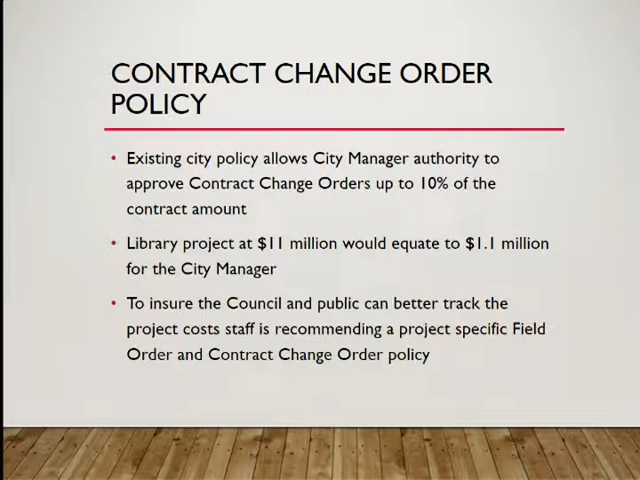 CONTRACT CHANGE ORDER
POLICY
• Existing city policy allows City Manager authority to
approve Contract Change Orders up to 10% of the
contract amount
• Library project at $11 million would equate to $1.1 million
for the City Manager
• To insure the Council and public can better track the
project costs staff is recommending a project specific Field
Order and Contract Change Order policy